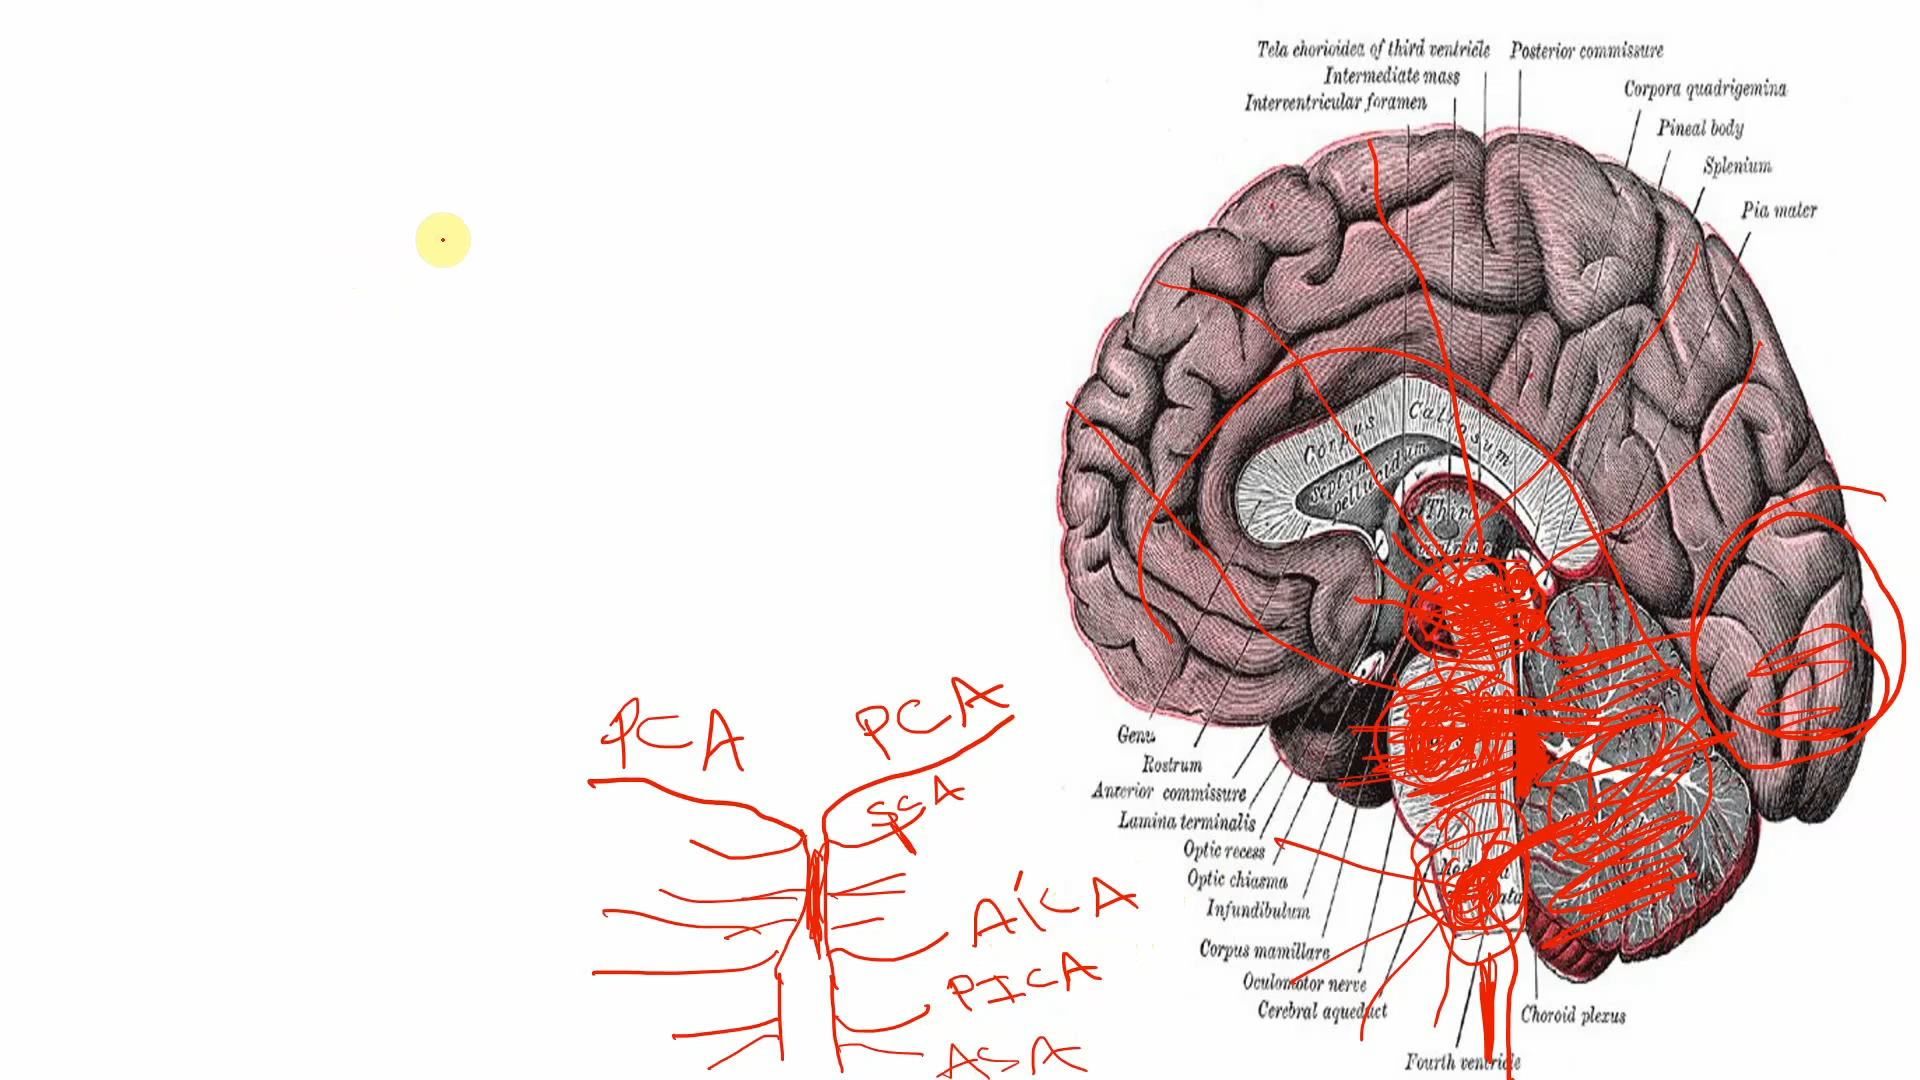 Tela chorioidea of third ventricle
Posterior commissure
Intermediate mass
Interventricular foramen
Corpora quadrigemina
Pineal body
Splenium
Pia mater
Corpus Callosum
Septum pellucidum
Third
ventricle
PCA
PCA
SCA
AICA
PICA
ASA
Genu
Rostrum
Anterior commissure
Lamina terminalis
Optic recess
Optic chiasma
Infundibulum
Corpus mamillare
Oculomotor nerve
Cerebral aqueduct
Fourth ventricle
Choroid plexus